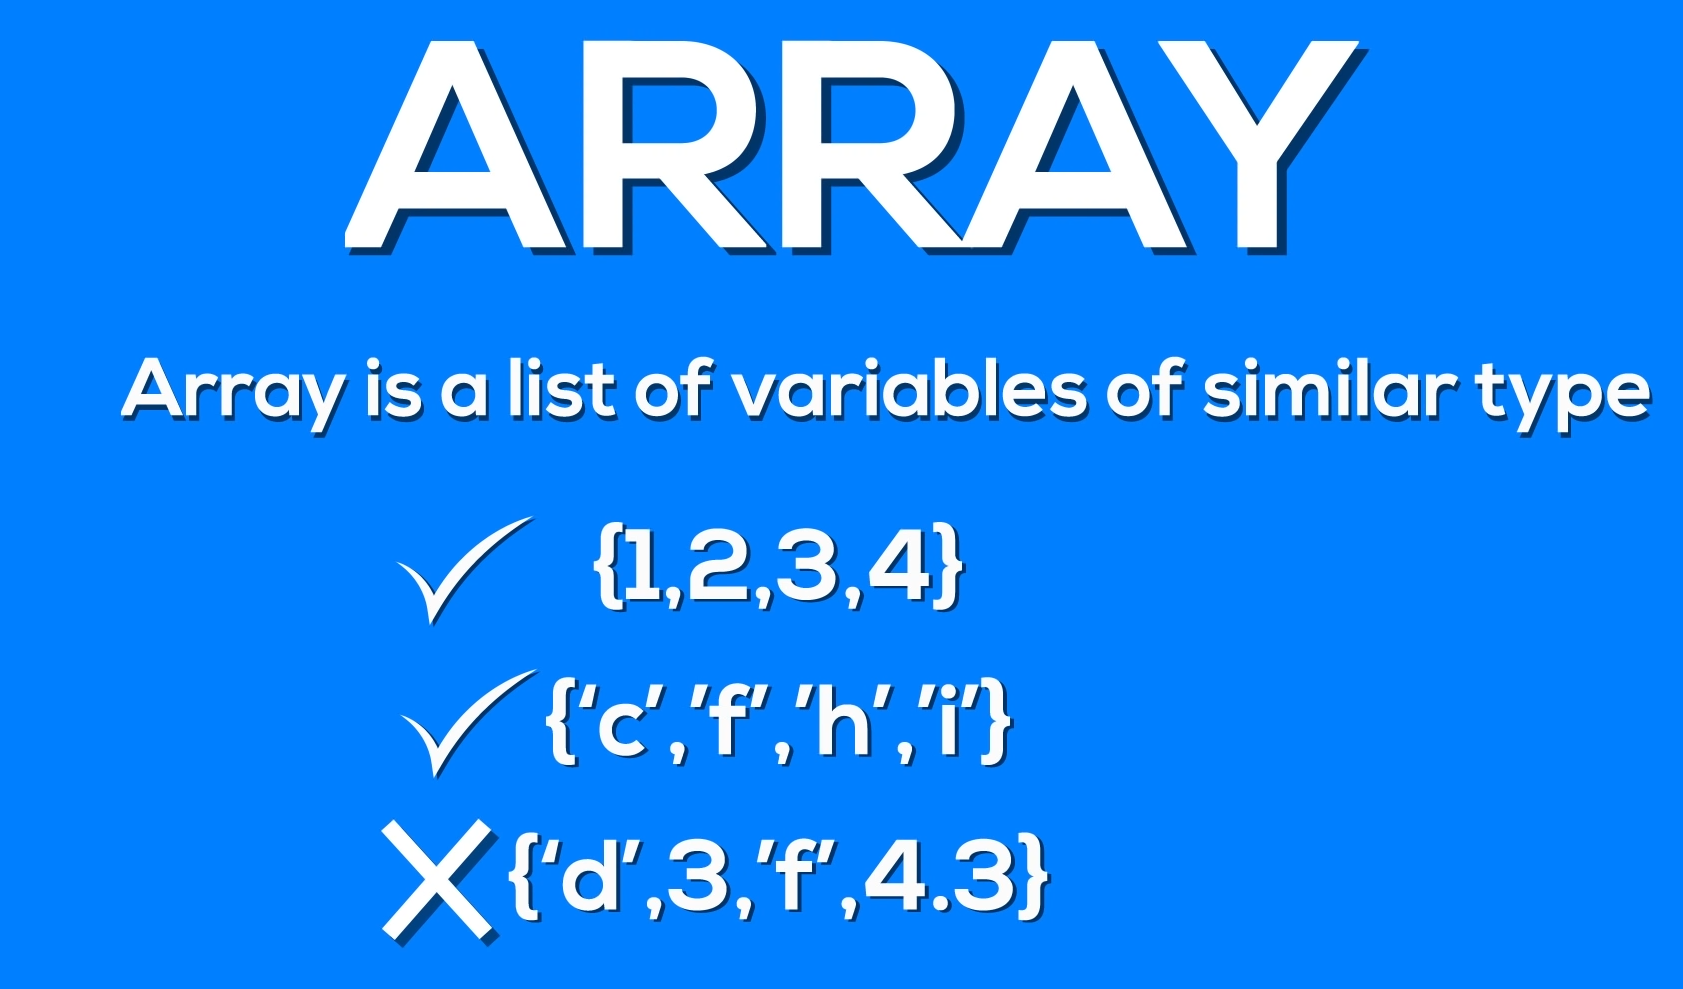 ARRAY
Array is a list of variables of similar type
{1,2,3,4}
{‘c’,’f’,’h’,’i’}
{‘d’,3,’f’,4.3}